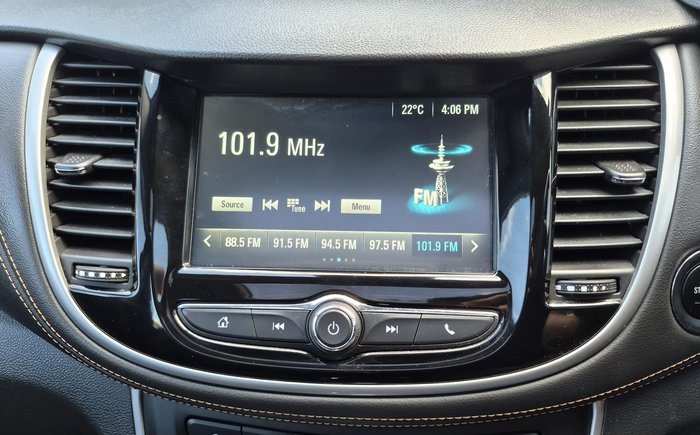 22°C 4:06 PM
101.9 MHz
FM
Source Tune Menu
88.5 FM 91.5 FM 94.5 FM 97.5 FM 101.9 FM